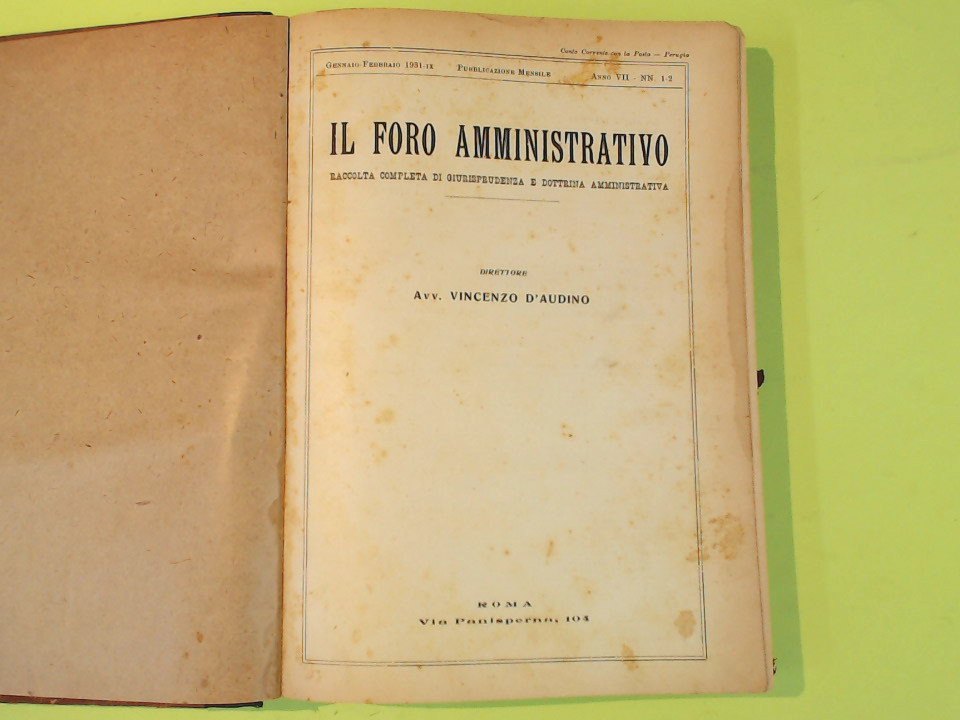 Conto Corrente con la Posta — Perugia
Gennaio-Febbraio 1931-IX Pubblicazione Mensile Anno VII - NN. 1-2
IL FORO AMMINISTRATIVO
RACCOLTA COMPLETA DI GIURISPRUDENZA E DOTTRINA AMMINISTRATIVA
DIRETTORE
Avv. VINCENZO D'AUDINO
ROMA
Via Panisperna, 104